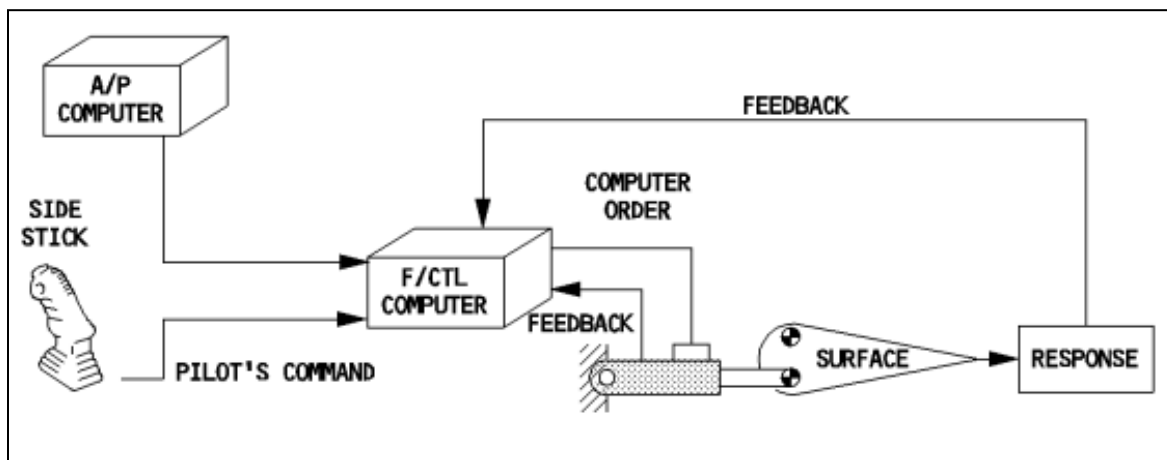 A/P
COMPUTER
FEEDBACK
COMPUTER
ORDER
SIDE
STICK
F/CTL
COMPUTER
FEEDBACK
SURFACE
RESPONSE
PILOT'S COMMAND